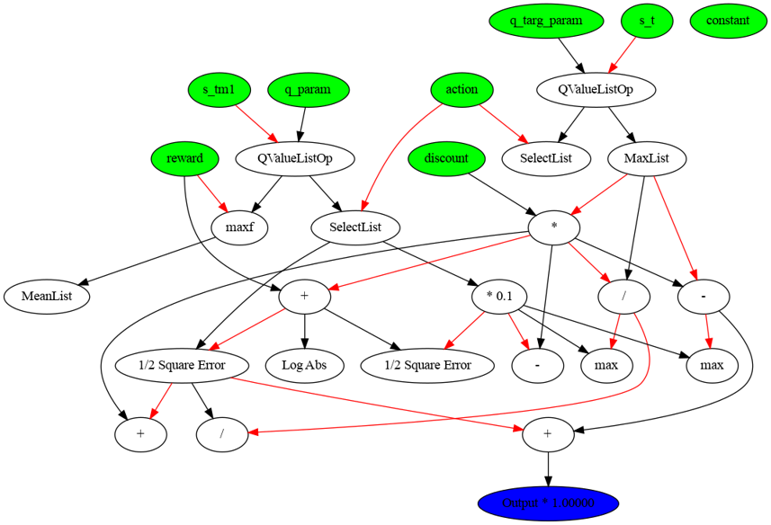 q_targ_param
s_t
constant
s_tm1
q_param
action
QValueListOp
reward
QValueListOp
discount
SelectList
MaxList
maxf
SelectList
*
MeanList
+
* 0.1
/
-
1/2 Square Error
Log Abs
1/2 Square Error
-
max
max
+
/
+
Output * 1.00000